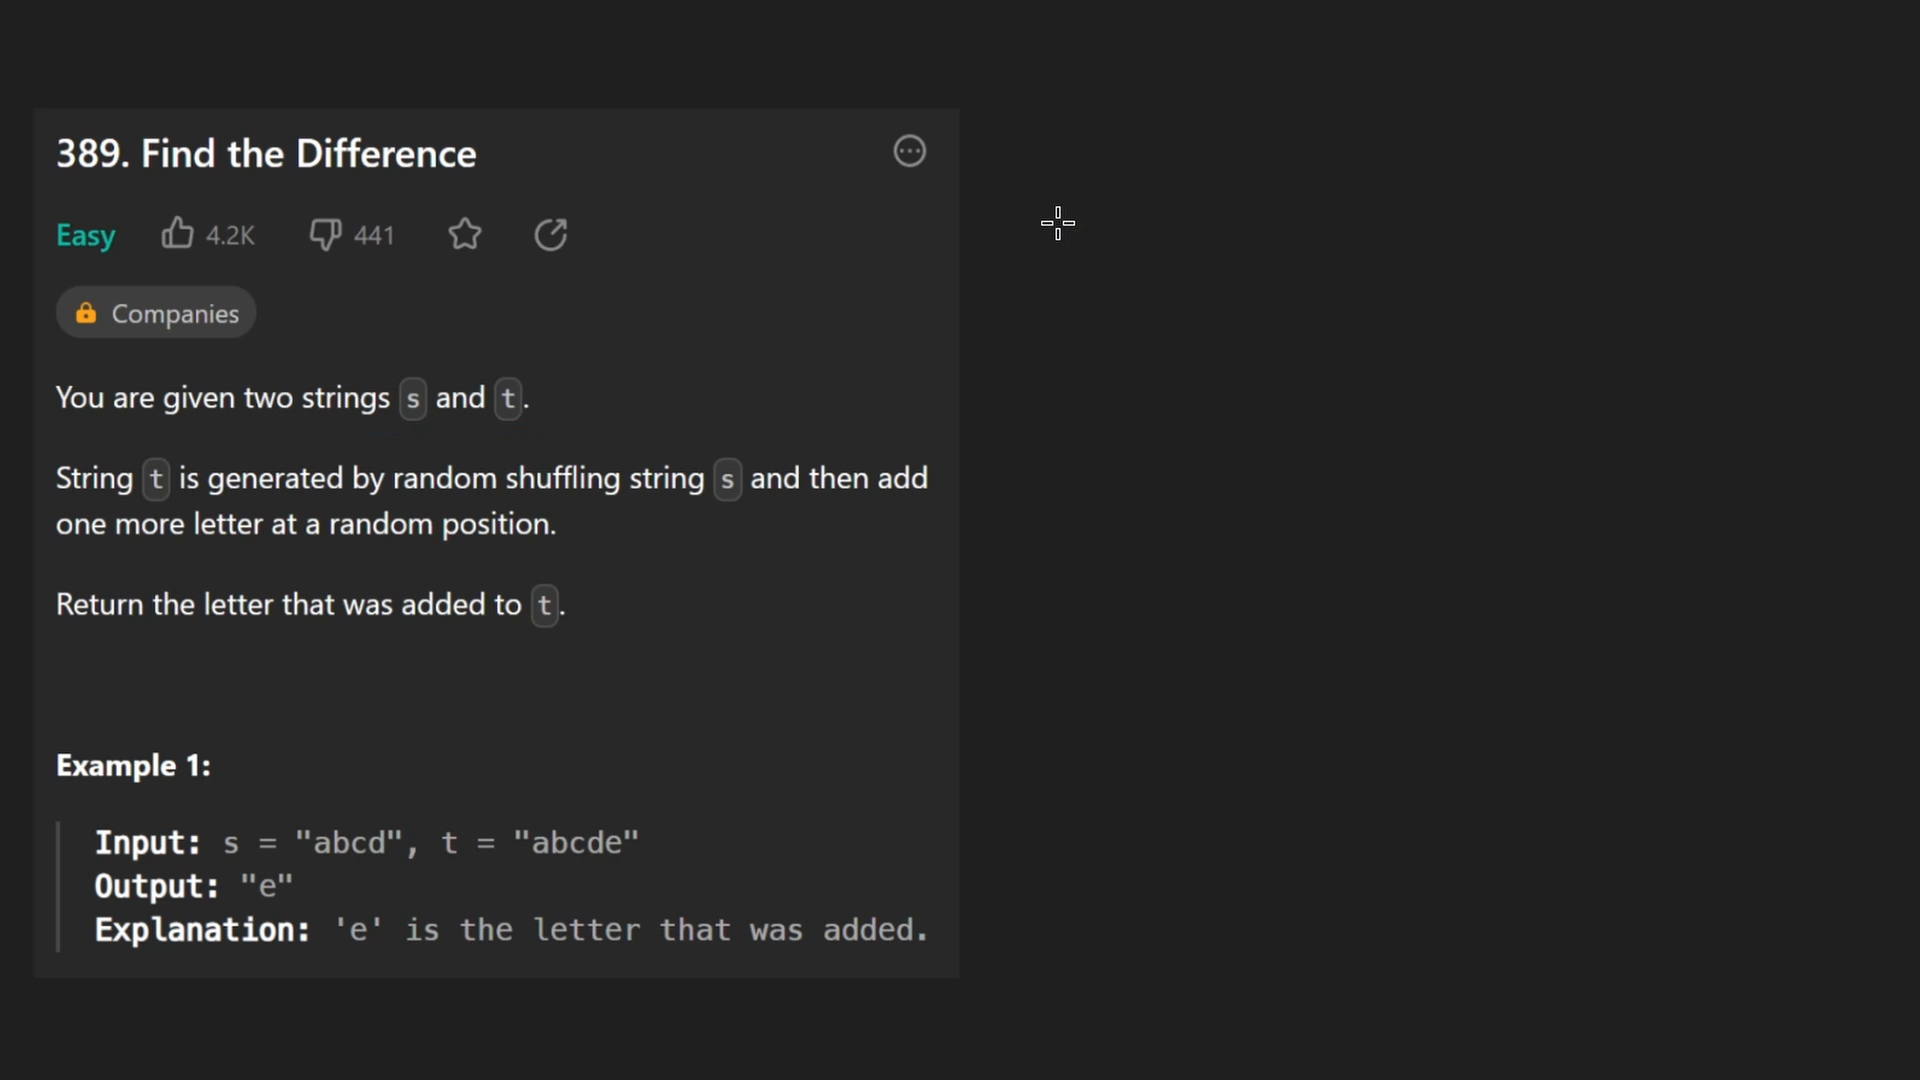 389. Find the Difference
Easy 4.2K 441
Companies
You are given two strings s and t.
String t is generated by random shuffling string s and then add
one more letter at a random position.
Return the letter that was added to t.
Example 1:
Input: s = "abcd", t = "abcde"
Output: "e"
Explanation: 'e' is the letter that was added.